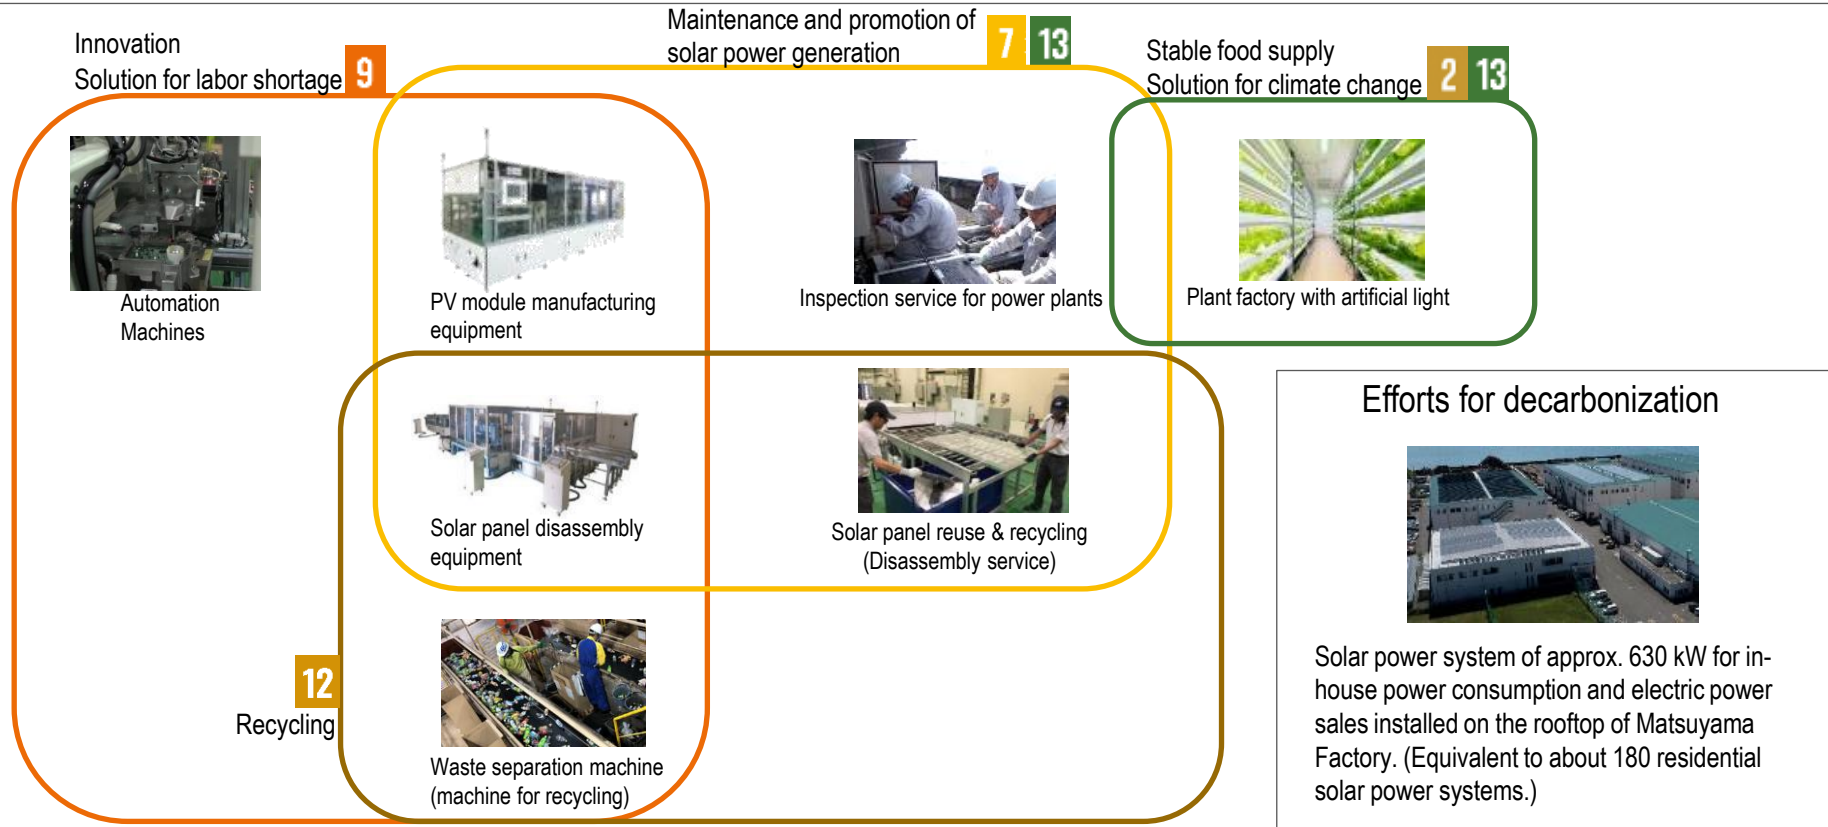 Innovation
Solution for labor shortage 9
Maintenance and promotion of
solar power generation 7 13
Stable food supply
Solution for climate change 2 13
Automation
Machines
PV module manufacturing
equipment
Inspection service for power plants
Plant factory with artificial light
Solar panel disassembly
equipment
Solar panel reuse & recycling
(Disassembly service)
12
Recycling
Waste separation machine
(machine for recycling)
Efforts for decarbonization
Solar power system of approx. 630 kW for in-
house power consumption and electric power
sales installed on the rooftop of Matsuyama
Factory. (Equivalent to about 180 residential
solar power systems.)